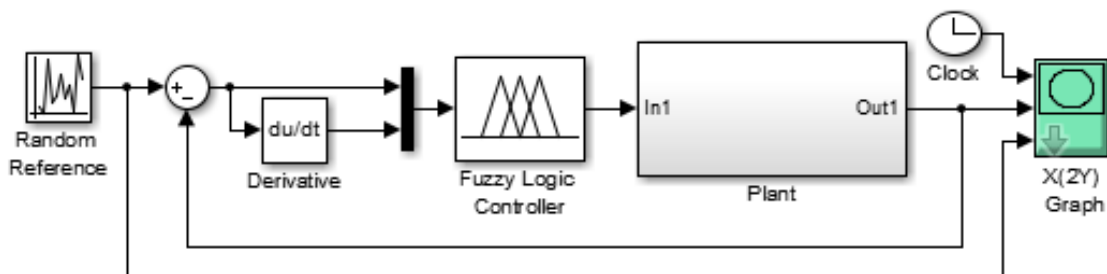 Random
Reference
+
-
du/dt
Derivative
Fuzzy Logic
Controller
In1
Out1
Plant
Clock
X(2Y)
Graph